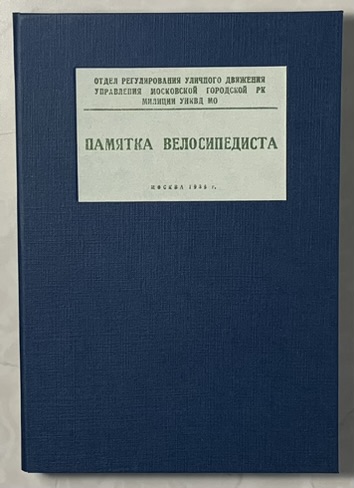 ОТДЕЛ РЕГУЛИРОВАНИЯ УЛИЧНОГО ДВИЖЕНИЯ
УПРАВЛЕНИЯ МОСКОВСКОЙ ГОРОДСКОЙ РК
МИЛИЦИИ УНКВД МО
ПАМЯТКА ВЕЛОСИПЕДИСТА
МОСКВА г.